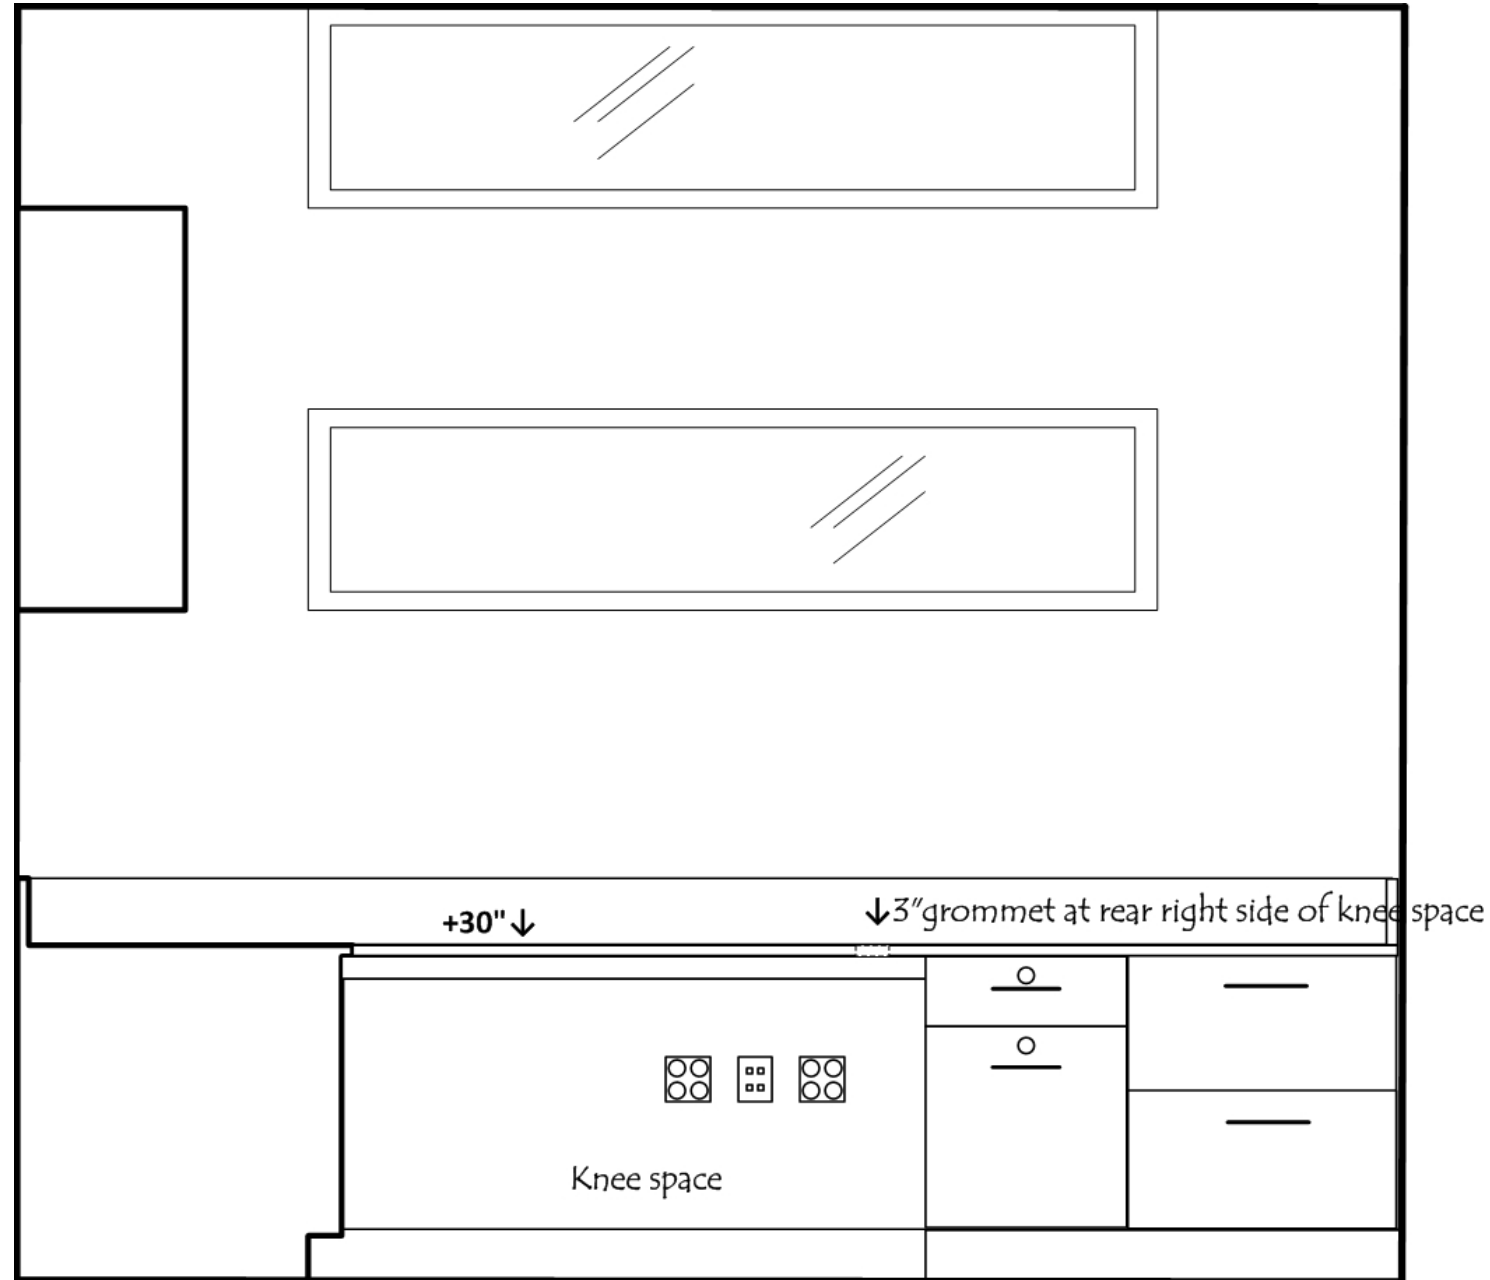 +30"↓
↓3"grommet at rear right side of knee space
Knee space